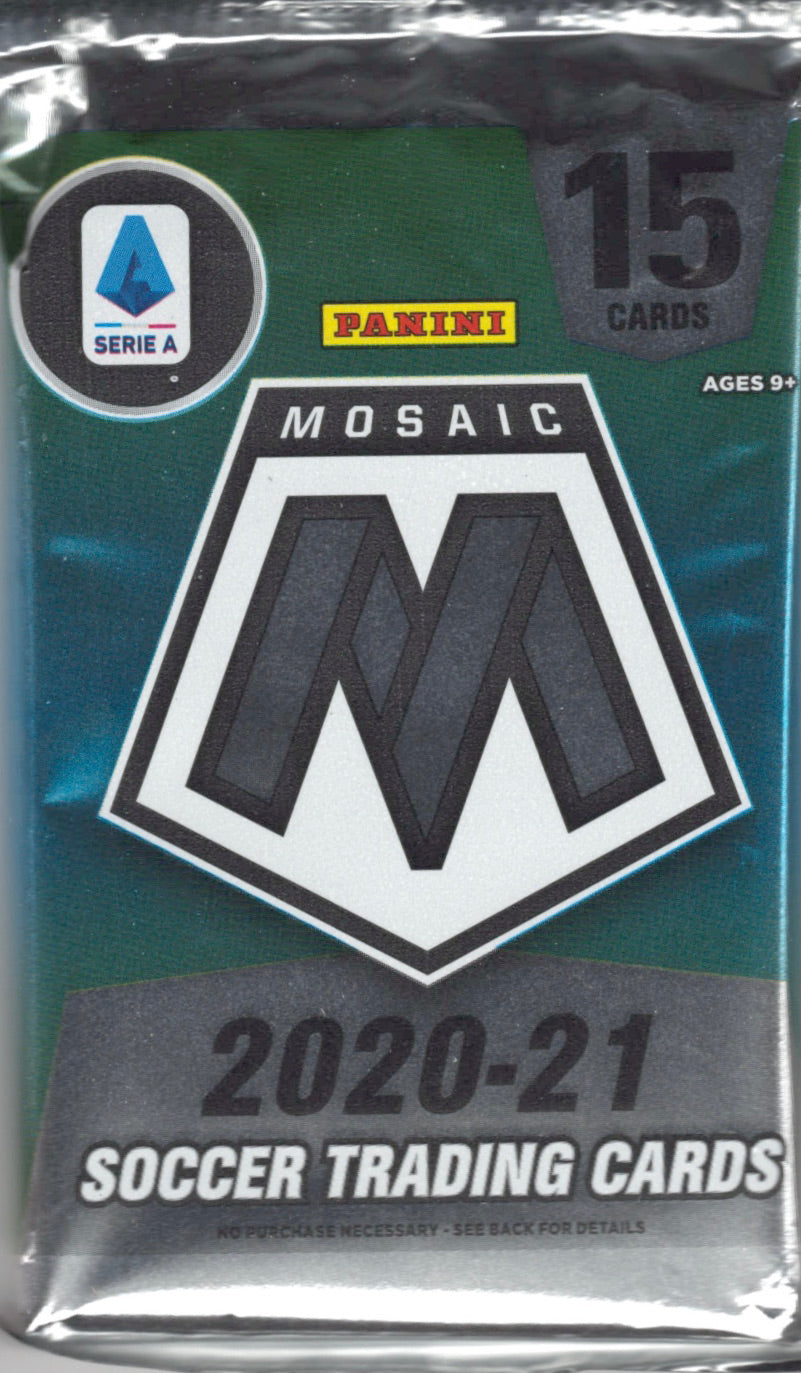 15
CARDS
SERIE A
PANINI
AGES 9+
MOSAIC
M
2020-21
SOCCER TRADING CARDS
NO PURCHASE NECESSARY - SEE BACK FOR DETAILS